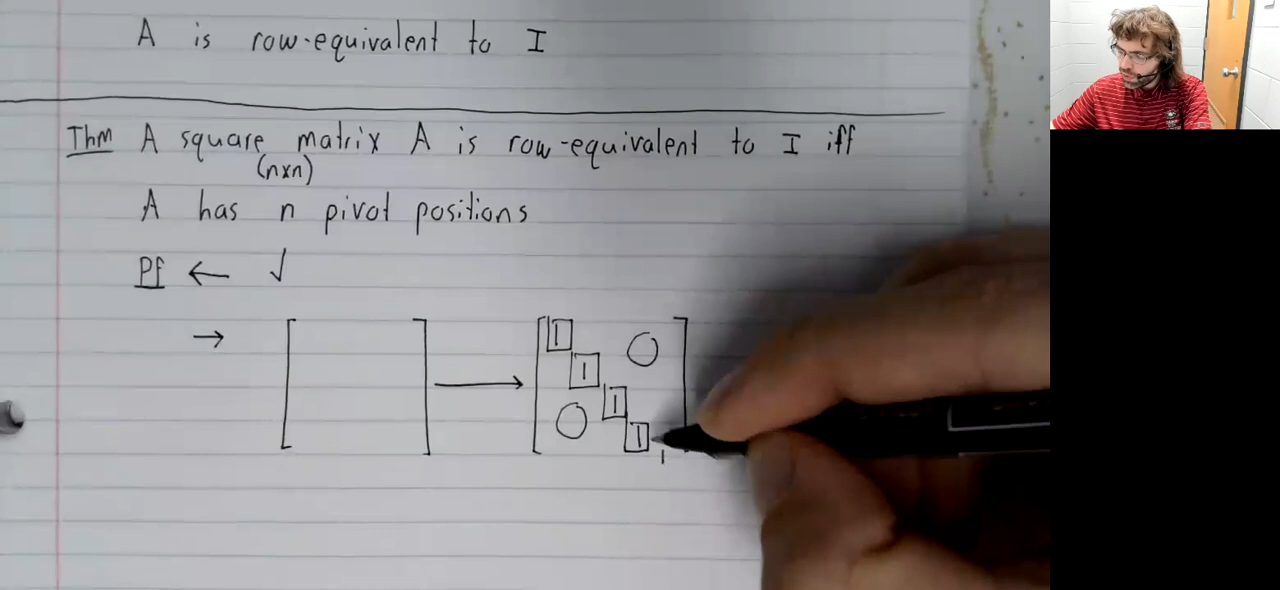 A is row-equivalent to I
Thm A square matrix A is row-equivalent to I iff
(n×n)
A has n pivot positions
Pf ← √
→ [ ] → [ 1 0
1
1
0 1 ]